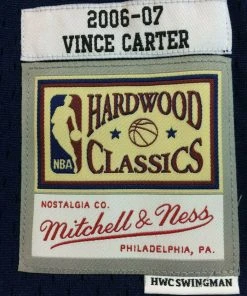 2006-07
VINCE CARTER
HARDWOOD
NBA
CLASSICS
NOSTALGIA CO.
Mitchell & Ness
PHILADELPHIA, PA.
HWC SWINGMAN